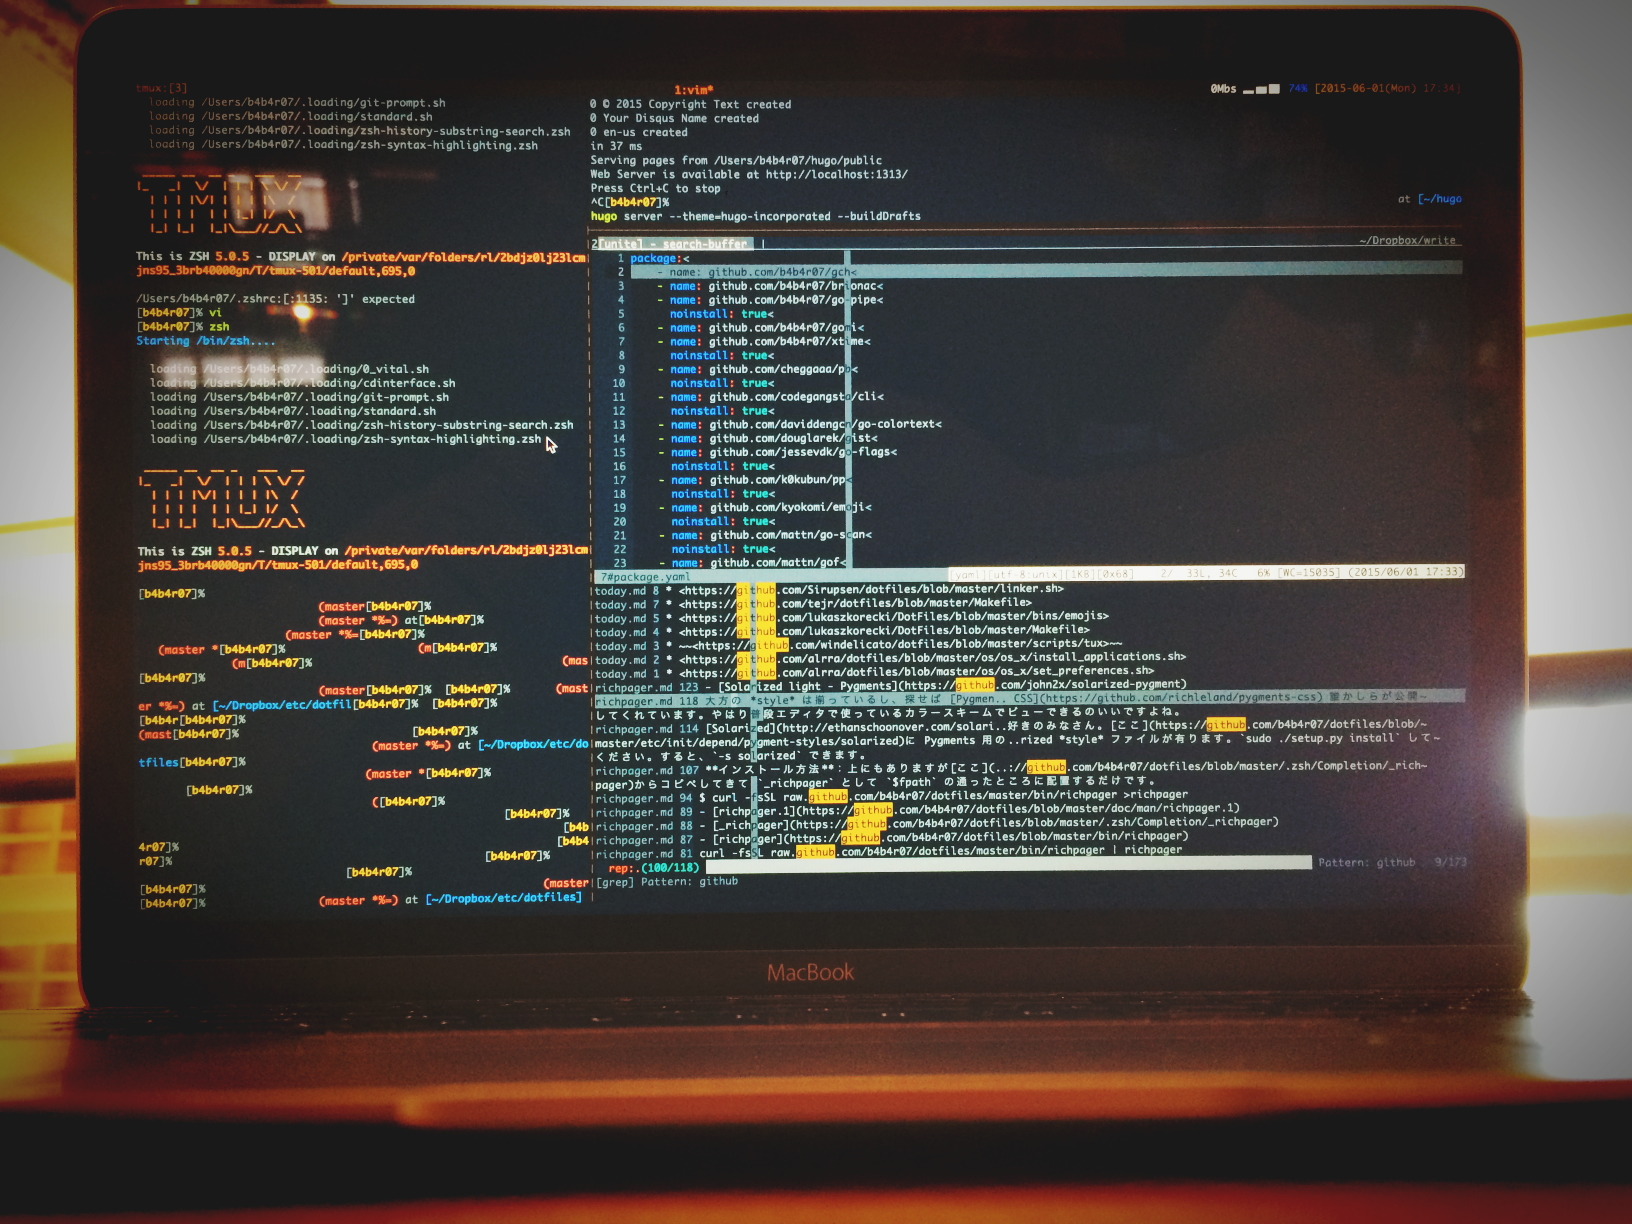 tmux:[3]
1:vim*
0Mbs 74% [2015-06-01(Mon) 17:34]
loading /Users/b4b4r07/.loading/git-prompt.sh
loading /Users/b4b4r07/.loading/standard.sh
loading /Users/b4b4r07/.loading/zsh-history-substring-search.zsh
loading /Users/b4b4r07/.loading/zsh-syntax-highlighting.zsh
TMUX
This is ZSH 5.0.5 - DISPLAY on /private/var/folders/rl/2bdjz0lj23lcm
jns95_3brb40000gn/T/tmux-501/default,695,0
/Users/b4b4r07/.zshrc:[:1135: ']' expected
[b4b4r07]% vi
[b4b4r07]% zsh
Starting /bin/zsh....
loading /Users/b4b4r07/.loading/0_vital.sh
loading /Users/b4b4r07/.loading/cdinterface.sh
loading /Users/b4b4r07/.loading/git-prompt.sh
loading /Users/b4b4r07/.loading/standard.sh
loading /Users/b4b4r07/.loading/zsh-history-substring-search.zsh
loading /Users/b4b4r07/.loading/zsh-syntax-highlighting.zsh
TMUX
This is ZSH 5.0.5 - DISPLAY on /private/var/folders/rl/2bdjz0lj23lcm
jns95_3brb40000gn/T/tmux-501/default,695,0
[b4b4r07]%
(master[b4b4r07]%
(master *%=) at[b4b4r07]%
(master *%=[b4b4r07]%
(master *[b4b4r07]% (m[b4b4r07]%
(m[b4b4r07]% (mas
[b4b4r07]%
(master[b4b4r07]% [b4b4r07]% (mast
er *%=) at [~/Dropbox/etc/dotfil[b4b4r07]% [b4b4r07]%
[b4b4r[b4b4r07]%
(mast[b4b4r07]% [b4b4r07]%
(master *%=) at [~/Dropbox/etc/do
tfiles[b4b4r07]%
(master *[b4b4r07]%
[b4b4r07]%
([b4b4r07]%
[b4b4r07]%
[b4b
[b4b4
4r07]%
r07]% [b4b4r07]%
[b4b4r07]%
(master
[b4b4r07]%
[b4b4r07]% (master *%=) at [~/Dropbox/etc/dotfiles]
0 © 2015 Copyright Text created
0 Your Disqus Name created
0 en-us created
in 37 ms
Serving pages from /Users/b4b4r07/hugo/public
Web Server is available at http://localhost:1313/
Press Ctrl+C to stop
^C[b4b4r07]% at [~/hugo
hugo server --theme=hugo-incorporated --buildDrafts
2[unite] - search-buffer | ~/Dropbox/write
1 package:<
2 - name: github.com/b4b4r07/gch<
3 - name: github.com/b4b4r07/brionac<
4 - name: github.com/b4b4r07/go-pipe<
5 noinstall: true<
6 - name: github.com/b4b4r07/gomi<
7 - name: github.com/b4b4r07/xtime<
8 noinstall: true<
9 - name: github.com/cheggaaa/pb<
10 noinstall: true<
11 - name: github.com/codegangsta/cli<
12 noinstall: true<
13 - name: github.com/daviddengcn/go-colortext<
14 - name: github.com/douglarek/gist<
15 - name: github.com/jessevdk/go-flags<
16 noinstall: true<
17 - name: github.com/k0kubun/pp<
18 noinstall: true<
19 - name: github.com/kyokomi/emoji<
20 noinstall: true<
21 - name: github.com/mattn/go-scan<
22 noinstall: true<
23 - name: github.com/mattn/gof<
7#package.yaml [yaml][utf-8:unix][1KB][0x68] 2/ 33L, 34C 6% [WC=15035] (2015/06/01 17:33)
today.md 8 * <https://github.com/Sirupsen/dotfiles/blob/master/linker.sh>
today.md 7 * <https://github.com/tejr/dotfiles/blob/master/Makefile>
today.md 5 * <https://github.com/lukaszkorecki/DotFiles/blob/master/bins/emojis>
today.md 4 * <https://github.com/lukaszkorecki/DotFiles/blob/master/Makefile>
today.md 3 * ~~<https://github.com/windelicato/dotfiles/blob/master/scripts/tux>~~
today.md 2 * <https://github.com/alrra/dotfiles/blob/master/os/os_x/install_applications.sh>
today.md 1 * <https://github.com/alrra/dotfiles/blob/master/os/os_x/set_preferences.sh>
richpager.md 123 - [Solarized light - Pygments](https://github.com/john2x/solarized-pygment)
richpager.md 118 大方の *style* は揃っているし、探せば [Pygmen.. CSS](https://github.com/richleland/pygments-css) 誰かしらが公開~
してくれています。やはり普段エディタで使っているカラースキームでビューできるのいいですよね。
richpager.md 114 [Solarized](http://ethanschoonover.com/solari..好きのみなさん。[ここ](https://github.com/b4b4r07/dotfiles/blob/~
master/etc/init/depend/pygment-styles/solarized)に Pygments 用の..rized *style* ファイルが有ります。`sudo ./setup.py install` して~
ください。すると、`-s solarized` できます。
richpager.md 107 **インストール方法**：上にもありますが[ここ](..://github.com/b4b4r07/dotfiles/blob/master/.zsh/Completion/_rich~
pager)からコピペしてきて `_richpager` として `$fpath` の通ったところに配置するだけです。
richpager.md 94 $ curl -fsSL raw.github.com/b4b4r07/dotfiles/master/bin/richpager >richpager
richpager.md 89 - [richpager.1](https://github.com/b4b4r07/dotfiles/blob/master/doc/man/richpager.1)
richpager.md 88 - [_richpager](https://github.com/b4b4r07/dotfiles/blob/master/.zsh/Completion/_richpager)
richpager.md 87 - [richpager](https://github.com/b4b4r07/dotfiles/blob/master/bin/richpager)
richpager.md 81 curl -fsSL raw.github.com/b4b4r07/dotfiles/master/bin/richpager | richpager
rep:.(100/118) Pattern: github 9/173
[grep] Pattern: github
MacBook